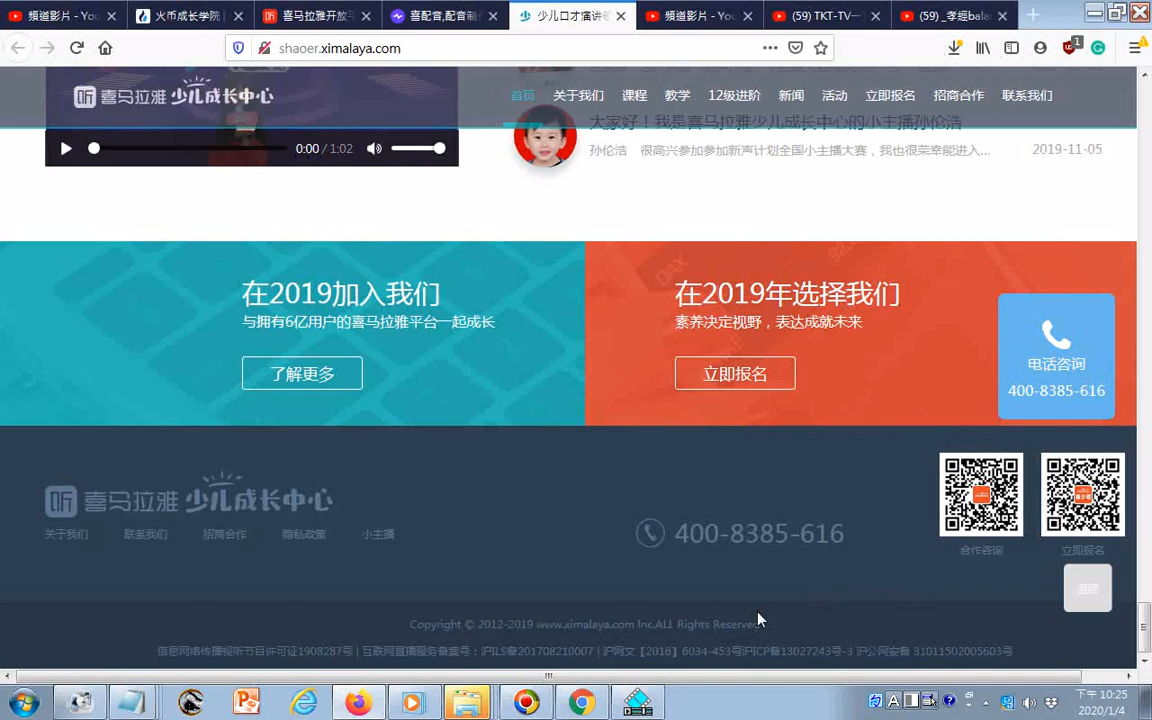 頻道影片 - You
火币成长学院
喜马拉雅开放平
喜配音,配音制
少儿口才演讲
頻道影片 - You
(59) TKT-TV—
(59) _李經bala
shaoer.ximalaya.com
1
听 喜马拉雅 少儿成长中心
首页 关于我们 课程 教学 12级进阶 新闻 活动 立即报名 招商合作 联系我们
大家好！我是喜马拉雅少儿成长中心的小主播孙伦浩
0:00 / 1:02
孙伦浩 很高兴参加参加新声计划全国小主播大赛，我也很荣幸能进入... 2019-11-05
在2019加入我们
与拥有6亿用户的喜马拉雅平台一起成长
了解更多
在2019年选择我们
素养决定视野，表达成就未来
立即报名
电话咨询
400-8385-616
听 喜马拉雅 少儿成长中心
关于我们 联系我们 招商合作 隐私政策 小主播
400-8385-616
合作咨询 立即报名
返回
Copyright © 2012-2019 www.ximalaya.com Inc.ALL Rights Reserved
信息网络传播视听节目许可证1908287号 | 互联网直播服务备案号：沪ILS备201708210007 | 沪网文【2016】6034-453号沪ICP备13027243号-3 沪公网安备 31011502005603号
下午 10:25
2020/1/4